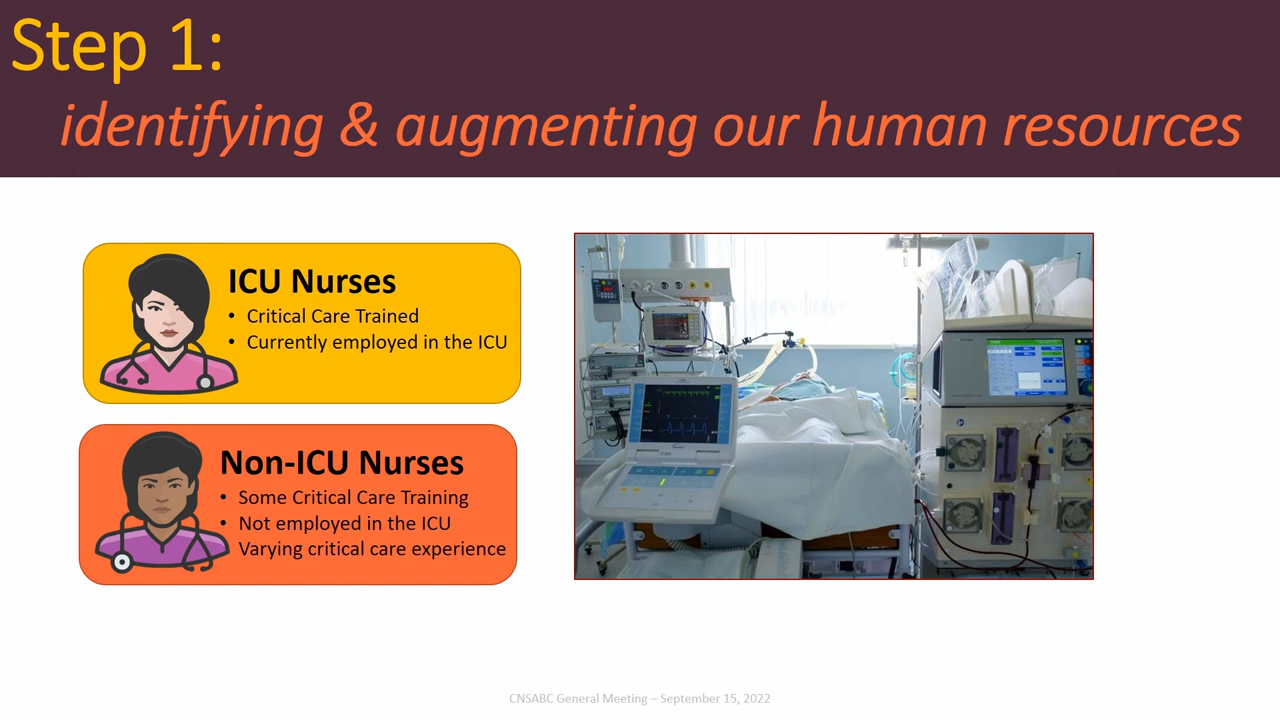 Step 1:
identifying & augmenting our human resources
ICU Nurses
• Critical Care Trained
• Currently employed in the ICU
Non-ICU Nurses
• Some Critical Care Training
• Not employed in the ICU
• Varying critical care experience
CNSABC General Meeting – September 15, 2022